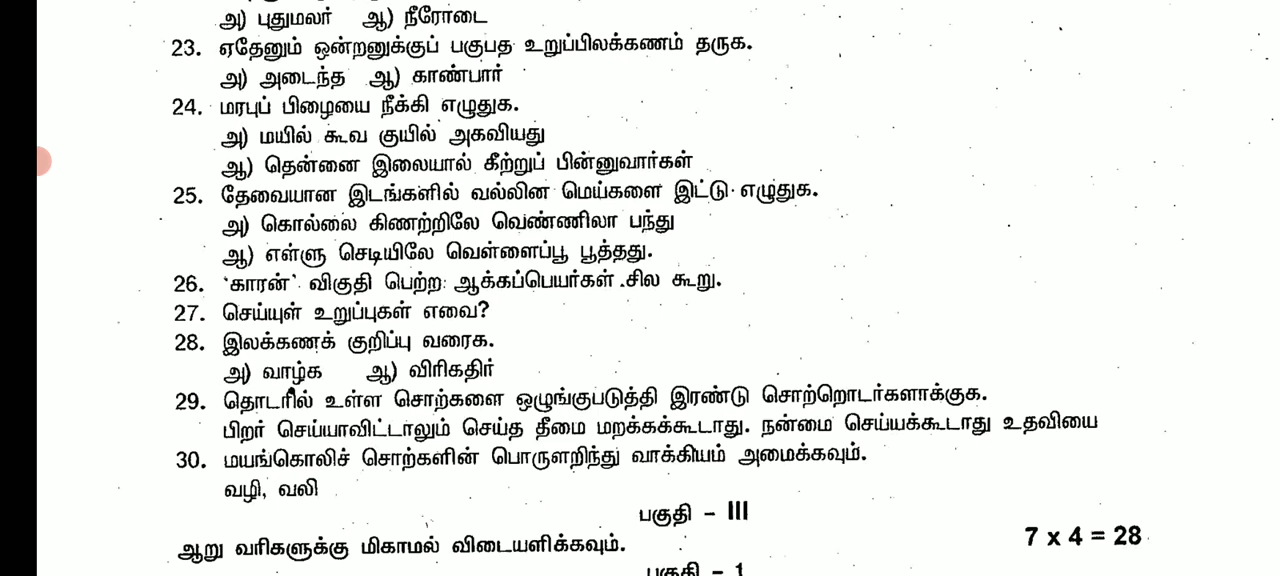 அ) புதுமலர் ஆ) நீரோடை
23. ஏதேனும் ஒன்றனுக்குப் பகுபத உறுப்பிலக்கணம் தருக.
அ) அடைந்த ஆ) காண்பார்
24. மரபுப் பிழையை நீக்கி எழுதுக.
அ) மயில் கூவ குயில் அகவியது
ஆ) தென்னை இலையால் கீற்றுப் பின்னுவார்கள்
25. தேவையான இடங்களில் வல்லின மெய்களை இட்டு எழுதுக.
அ) கொல்லை கிணற்றிலே வெண்ணிலா பந்து
ஆ) எள்ளு செடியிலே வெள்ளைப்பூ பூத்தது.
26. 'காரன்' விகுதி பெற்ற ஆக்கப்பெயர்கள் சில கூறு.
27. செய்யுள் உறுப்புகள் எவை?
28. இலக்கணக் குறிப்பு வரைக.
அ) வாழ்க ஆ) விரிகதிர்
29. தொடரில் உள்ள சொற்களை ஒழுங்குபடுத்தி இரண்டு சொற்றொடர்களாக்குக.
பிறர் செய்யாவிட்டாலும் செய்த தீமை மறக்கக்கூடாது. நன்மை செய்யக்கூடாது உதவியை
30. மயங்கொலிச் சொற்களின் பொருளறிந்து வாக்கியம் அமைக்கவும்.
வழி, வலி
பகுதி – III
ஆறு வரிகளுக்கு மிகாமல் விடையளிக்கவும். 7 x 4 = 28
பகுதி – 1